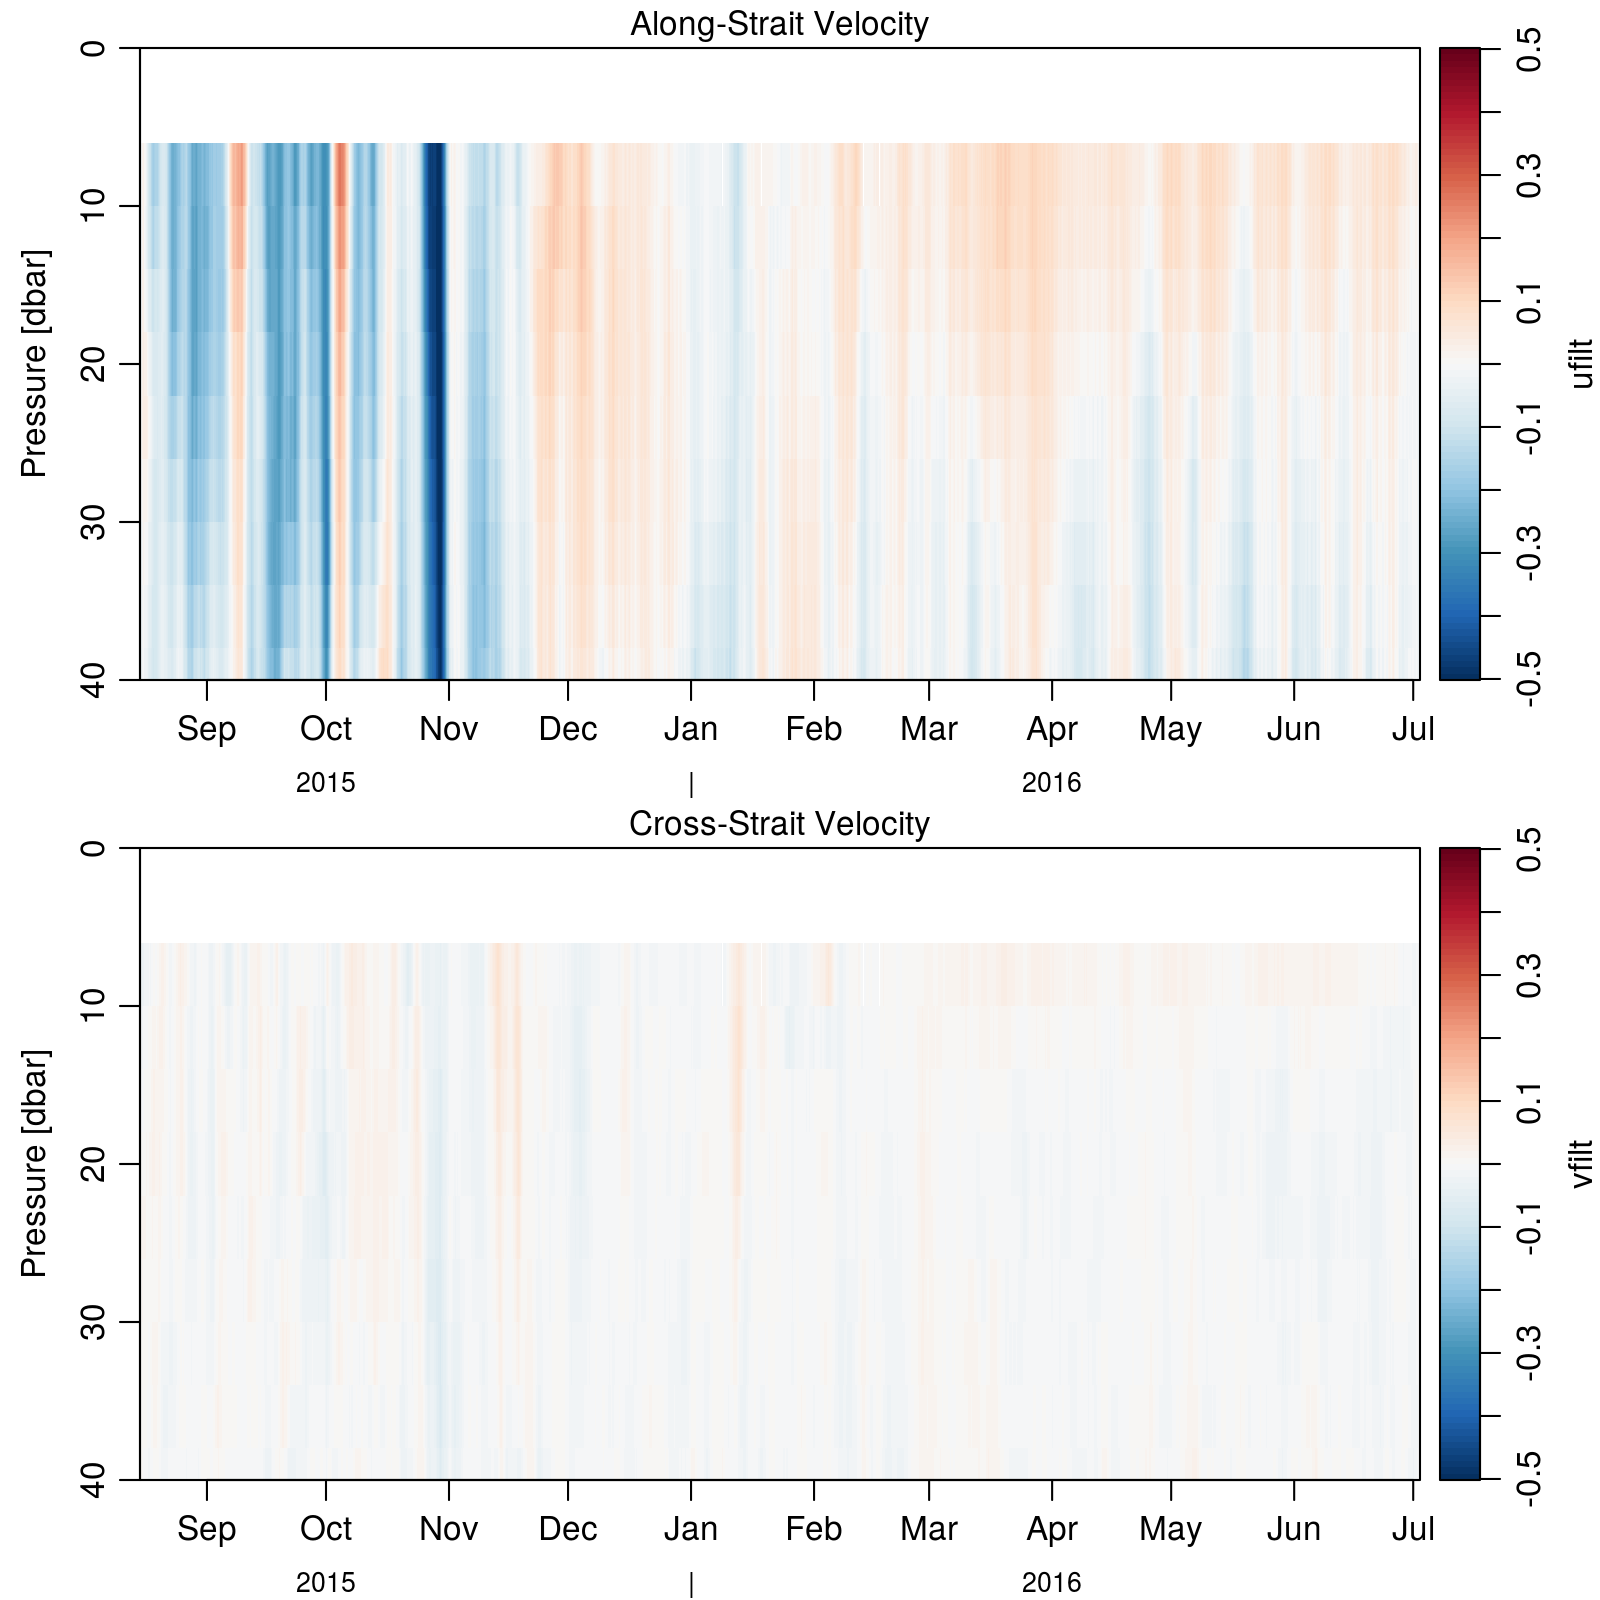 Along-Strait Velocity
0
10
20
30
40
Pressure [dbar]
Sep Oct Nov Dec Jan Feb Mar Apr May Jun Jul
2015 | 2016
0.5
0.3
0.1
-0.1
-0.3
-0.5
ufilt
Cross-Strait Velocity
0
10
20
30
40
Pressure [dbar]
Sep Oct Nov Dec Jan Feb Mar Apr May Jun Jul
2015 | 2016
0.5
0.3
0.1
-0.1
-0.3
-0.5
vfilt